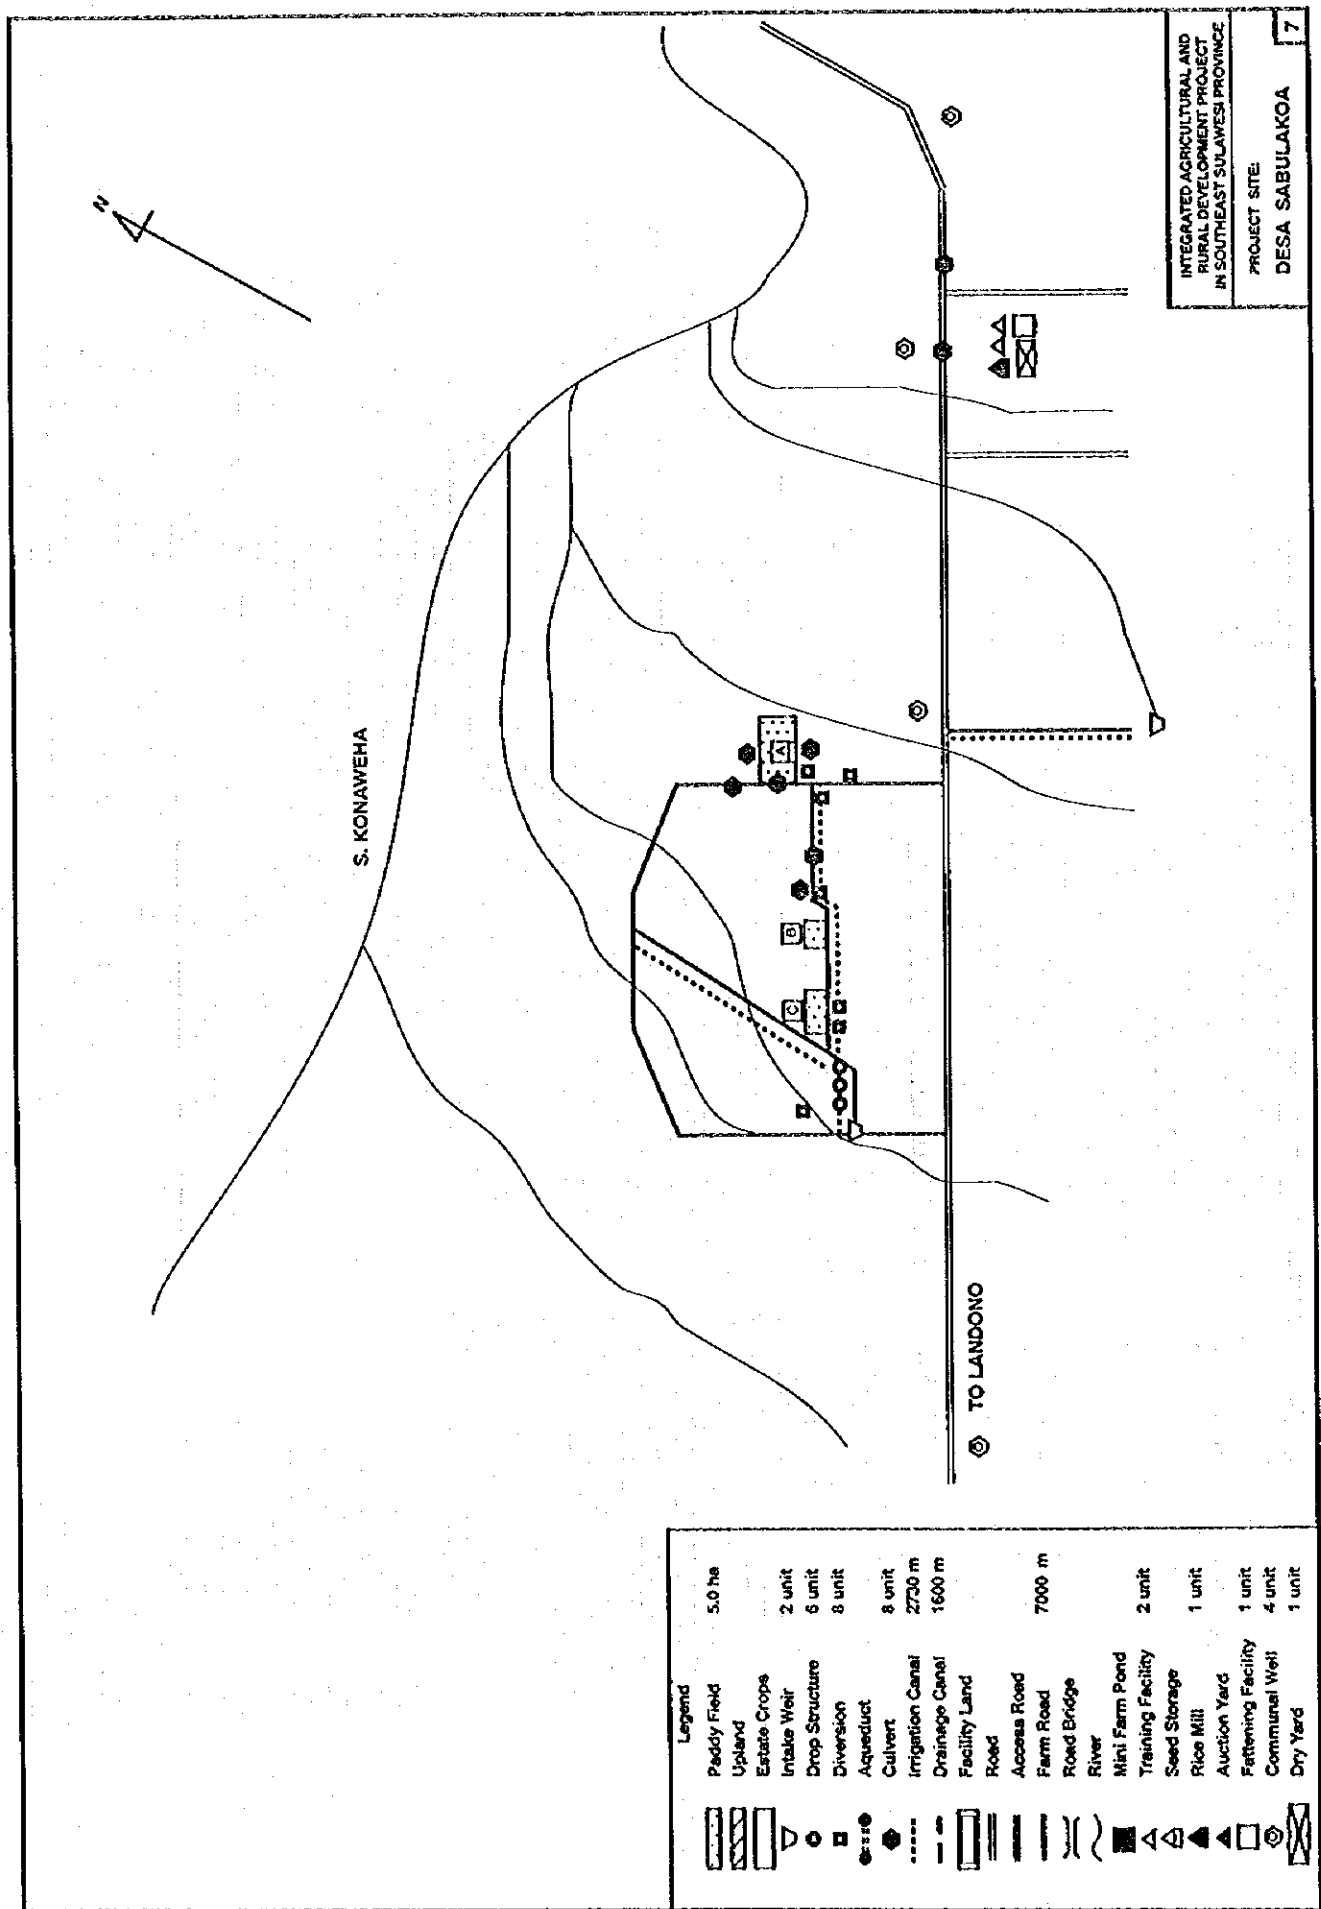 INTEGRATED AGRICULTURAL AND
RURAL DEVELOPMENT PROJECT
IN SOUTHEAST SULAWESI PROVINCE
PROJECT SITE:
DESA SABULAKOA
7
N
S. KONAWEHA
A
B
C
TO LANDONO
Legend
Paddy Field 5.0 ha
Upland
Estate Crops
Intake Weir 2 unit
Drop Structure 6 unit
Diversion 8 unit
Aqueduct
Culvert 8 unit
Irrigation Canal 2730 m
Drainage Canal 1600 m
Facility Land
Road
Access Road
Farm Road 7000 m
Road Bridge
River
Mini Farm Pond
Training Facility 2 unit
Seed Storage
Rice Mill 1 unit
Auction Yard
Fattening Facility 1 unit
Communal Well 4 unit
Dry Yard 1 unit